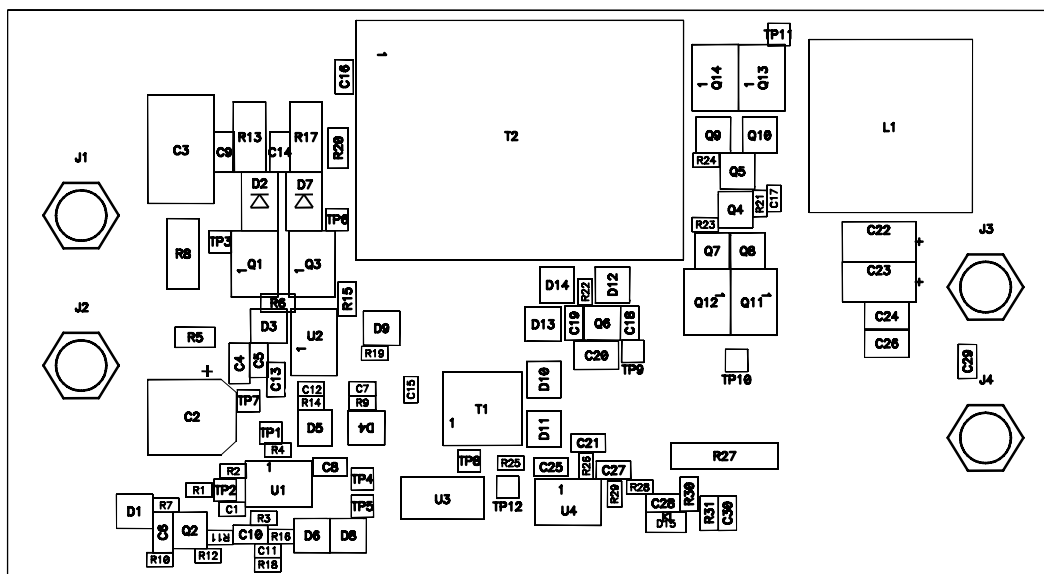 TP11
C16
1
T2
Q14
1
1
Q13
L1
C3
C9
R13
C14
R17
R20
Q9
Q10
R24
Q5
J1
D2
D7
R21
C17
Q4
TP6
R23
TP3
R8
Q1
1
Q3
1
Q7
Q8
C22
+
J3
C23
+
D14
R22
D12
Q12
1
Q11
1
J2
R6
R15
R5
D3
U2
D9
R19
D13
C19
Q6
C18
C24
C20
TP9
C26
C4
C5
C13
TP10
C29
+
C2
TP7
C12
R14
C7
R9
C15
D10
J4
T1
1
TP1
D5
D4
D11
R4
C21
R27
R2
1
U1
C8
TP4
TP8
R25
C25
R26
C27
R1
TP2
C1
TP5
U3
TP12
1
U4
R29
R28
R30
C28
D15
R31
C30
D1
R7
C6
Q2
R3
R11
C10
R16
D6
D8
R10
R12
C11
R18